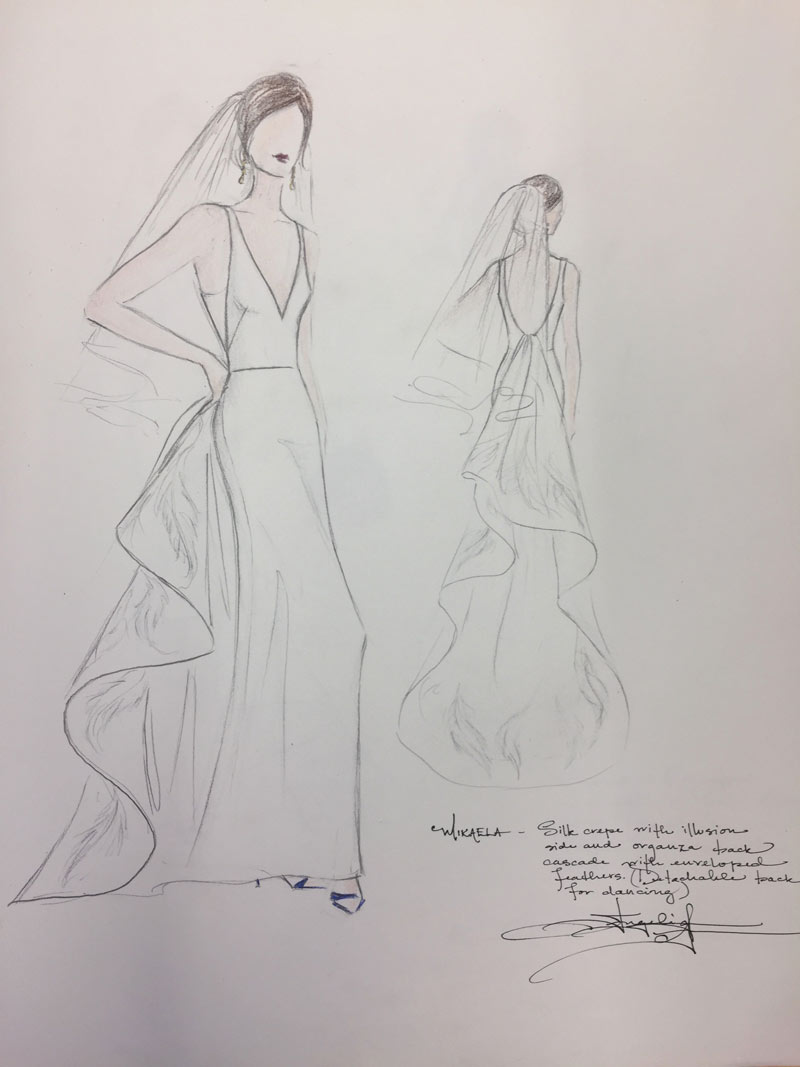 MIKAELA - Silk crepe with illusion
side and organza back
cascade with enveloped
feathers. (Detachable back
for dancing)